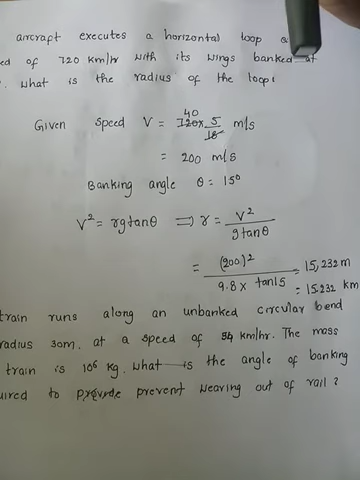 aircrapt executes a horizontal loop a
ed of 720 km/hr with its wings banked at
. what is the radius of the loop?
Given speed V = 720 x 5/18 m/s
40
= 200 m/s
Banking angle θ = 15°
V² = rg tanθ ⟹ r = V²/g tanθ
= (200)²/9.8 x tan15 = 15,232 m
= 15.232 km
train runs along an unbanked circular bend
radius 30m, at a speed of 54 km/hr. The mass
train is 10⁶ kg. what is the angle of banking
uired to prevent wearing out of rail ?